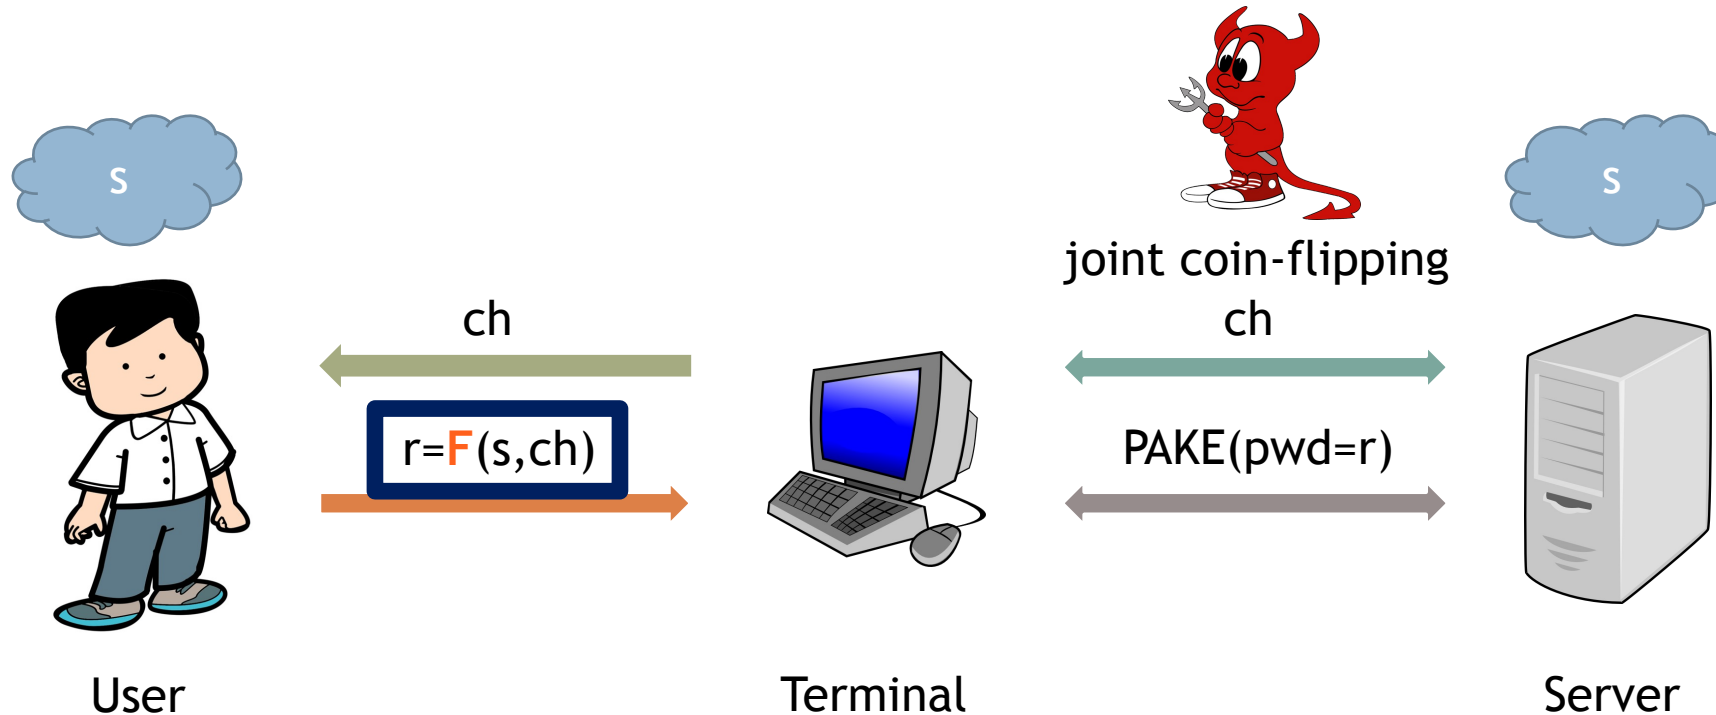 s
s
joint coin-flipping
ch
ch
r=F(s,ch)
PAKE(pwd=r)
User
Terminal
Server